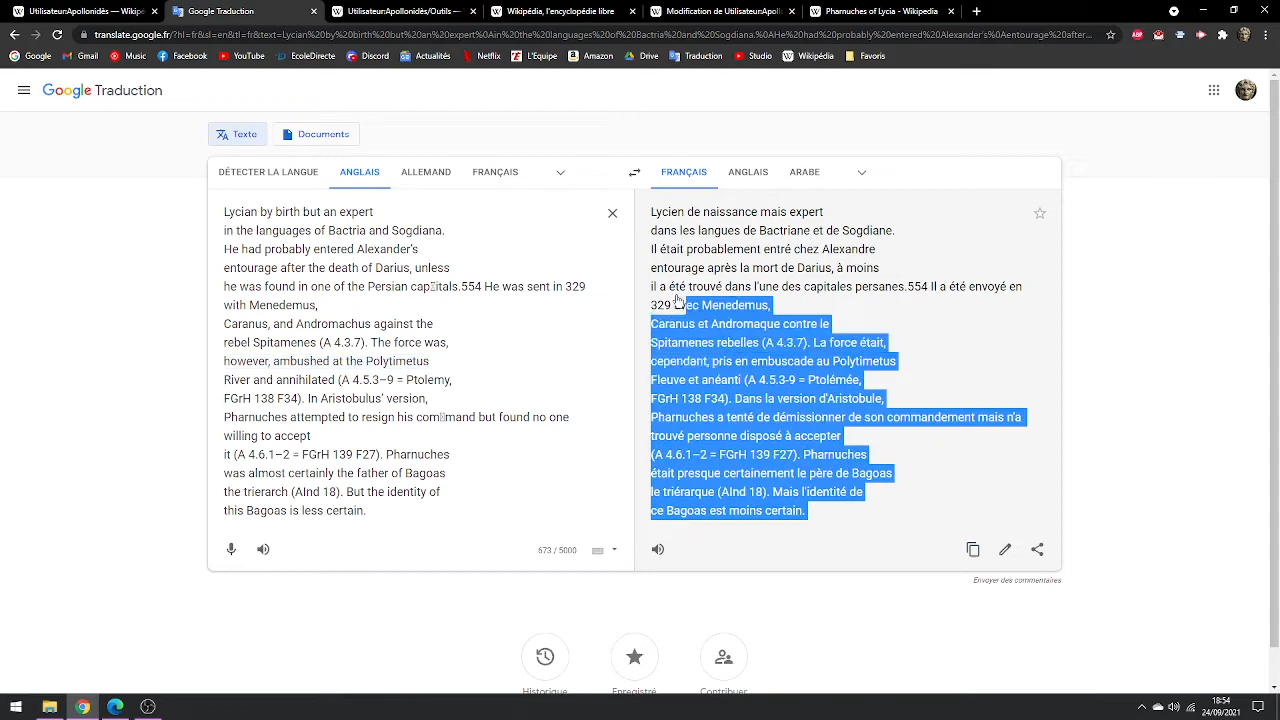 UtilisateurApollonidés — Wikipé
Google Traduction
UtilisateurApollonidés/Outils —
Wikipédia, l'encyclopédie libre
Modification de UtilisateurApoll
Pharnuches of Lycia - Wikipedia
translate.google.fr/?hl=fr&sl=en&tl=fr&text=Lycian%20by%20birth%20but%20an%20expert%20Ain%20the%20languages%20of%20Bactria%20and%20Sogdiana.%0AHe%20had%20probably%20entered%20Alexander's%0Aentourage%20after...
Google
Gmail
Music
Facebook
YouTube
EcoleDirecte
Discord
Actualités
Netflix
L'Equipe
Amazon
Drive
Traduction
Studio
Wikipédia
Favoris
Google Traduction
Texte
Documents
DÉTECTER LA LANGUE
ANGLAIS
ALLEMAND
FRANÇAIS
FRANÇAIS
ANGLAIS
ARABE
Lycian by birth but an expert
in the languages of Bactria and Sogdiana.
He had probably entered Alexander's
entourage after the death of Darius, unless
he was found in one of the Persian cap▯itals.554 He was sent in 329
with Menedemus,
Caranus, and Andromachus against the
rebel Spitamenes (A 4.3.7). The force was,
however, ambushed at the Polytimetus
River and annihilated (A 4.5.3–9 = Ptolemy,
FGrH 138 F34). In Aristobulus' version,
Pharnuches attempted to resign his com▯mand but found no one
willing to accept
it (A 4.6.1–2 = FGrH 139 F27). Pharnuches
was almost certainly the father of Bagoas
the trierarch (AInd 18). But the identity of
this Bagoas is less certain.
673 / 5000
Lycien de naissance mais expert
dans les langues de Bactriane et de Sogdiane.
Il était probablement entré chez Alexandre
entourage après la mort de Darius, à moins
il a été trouvé dans l'une des capitales persanes.554 Il a été envoyé en
329 avec Menedemus,
Caranus et Andromaque contre le
Spitamenes rebelles (A 4.3.7). La force était,
cependant, pris en embuscade au Polytimetus
Fleuve et anéanti (A 4.5.3-9 = Ptolémée,
FGrH 138 F34). Dans la version d'Aristobule,
Pharnuches a tenté de démissionner de son commandement mais n'a
trouvé personne disposé à accepter
(A 4.6.1–2 = FGrH 139 F27). Pharnuches
était presque certainement le père de Bagoas
le triérarque (AInd 18). Mais l'identité de
ce Bagoas est moins certain.
Envoyer des commentaires
Historique
Enregistré
Contribuer
18:54
24/09/2021